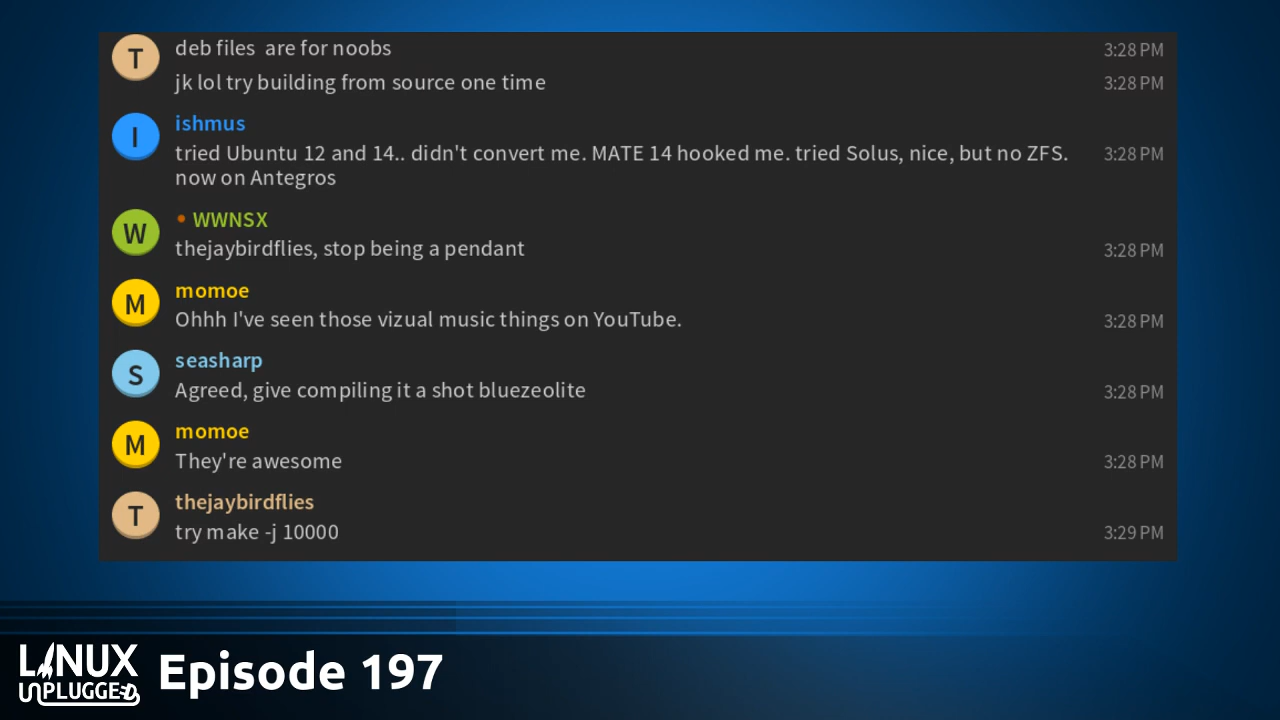 T
deb files are for noobs 3:28 PM
jk lol try building from source one time 3:28 PM
I
ishmus
tried Ubuntu 12 and 14.. didn't convert me. MATE 14 hooked me. tried Solus, nice, but no ZFS. 3:28 PM
now on Antegros
W
• WWNSX
thejaybirdflies, stop being a pendant 3:28 PM
M
momoe
Ohhh I've seen those vizual music things on YouTube. 3:28 PM
S
seasharp
Agreed, give compiling it a shot bluezeolite 3:28 PM
M
momoe
They're awesome 3:28 PM
T
thejaybirdflies
try make -j 10000 3:29 PM
LINUX
UNPLUGGED
Episode 197